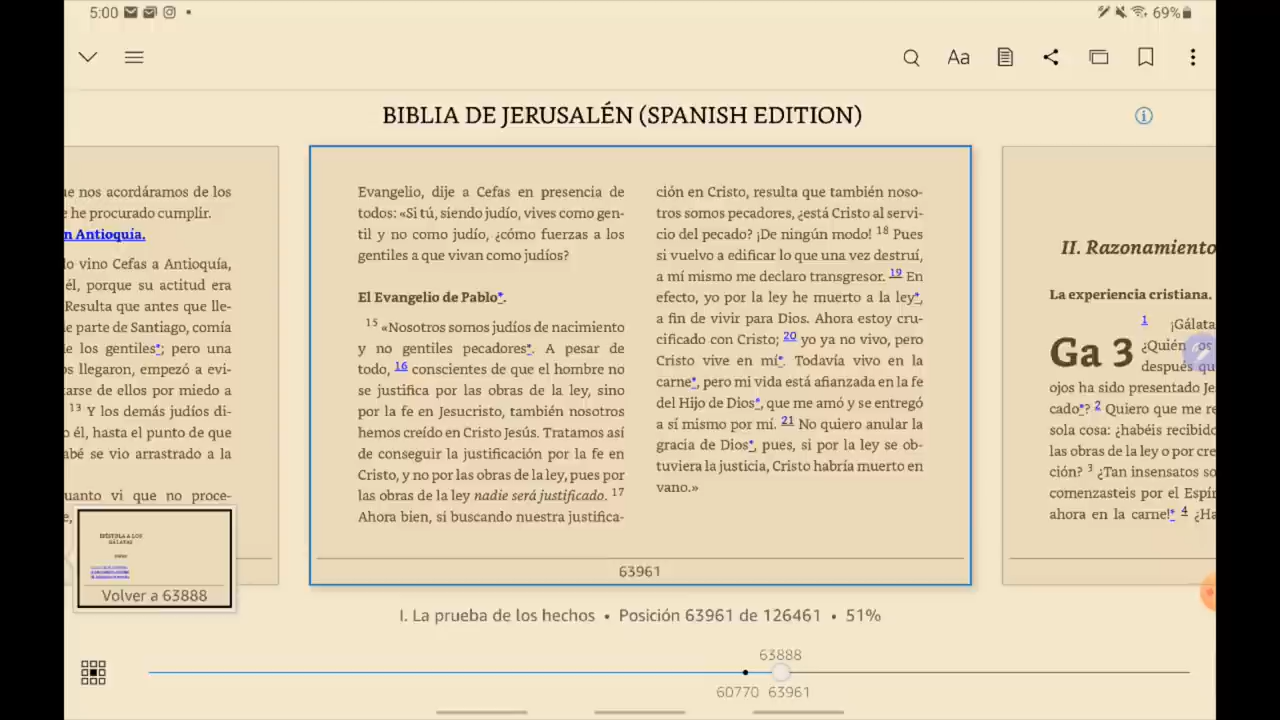 5:00
69%
Aa
BIBLIA DE JERUSALÉN (SPANISH EDITION)
ue nos acordáramos de los
e he procurado cumplir.
n Antioquía.
lo vino Cefas a Antioquía,
él, porque su actitud era
Resulta que antes que lle-
e parte de Santiago, comía
e los gentiles*; pero una
os llegaron, empezó a evi-
tarse de ellos por miedo a
13 Y los demás judíos di-
o él, hasta el punto de que
abé se vio arrastrado a la
uanto vi que no proce-
e,
Evangelio, dije a Cefas en presencia de
todos: «Si tú, siendo judío, vives como gen-
til y no como judío, ¿cómo fuerzas a los
gentiles a que vivan como judíos?
El Evangelio de Pablo*.
15 «Nosotros somos judíos de nacimiento
y no gentiles pecadores*. A pesar de
todo, 16 conscientes de que el hombre no
se justifica por las obras de la ley, sino
por la fe en Jesucristo, también nosotros
hemos creído en Cristo Jesús. Tratamos así
de conseguir la justificación por la fe en
Cristo, y no por las obras de la ley, pues por
las obras de la ley nadie será justificado. 17
Ahora bien, si buscando nuestra justifica-
ción en Cristo, resulta que también noso-
tros somos pecadores, ¿está Cristo al servi-
cio del pecado? ¡De ningún modo! 18 Pues
si vuelvo a edificar lo que una vez destruí,
a mí mismo me declaro transgresor. 19 En
efecto, yo por la ley he muerto a la ley*,
a fin de vivir para Dios. Ahora estoy cru-
cificado con Cristo; 20 yo ya no vivo, pero
Cristo vive en mí*. Todavía vivo en la
carne*, pero mi vida está afianzada en la fe
del Hijo de Dios*, que me amó y se entregó
a sí mismo por mí. 21 No quiero anular la
gracia de Dios*, pues, si por la ley se ob-
tuviera la justicia, Cristo habría muerto en
vano.»
63961
II. Razonamiento
La experiencia cristiana.
Ga 3
1 ¡Gálata
¿Quién os
después qu
ojos ha sido presentado Je
cado*? 2 Quiero que me re
sola cosa: ¿habéis recibido
las obras de la ley o por cre
ción? 3 ¿Tan insensatos so
comenzasteis por el Espír
ahora en la carne!* 4 ¿Ha
EPÍSTOLA A LOS
GÁLATAS
Volver a 63888
I. La prueba de los hechos • Posición 63961 de 126461 • 51%
63888
60770 63961